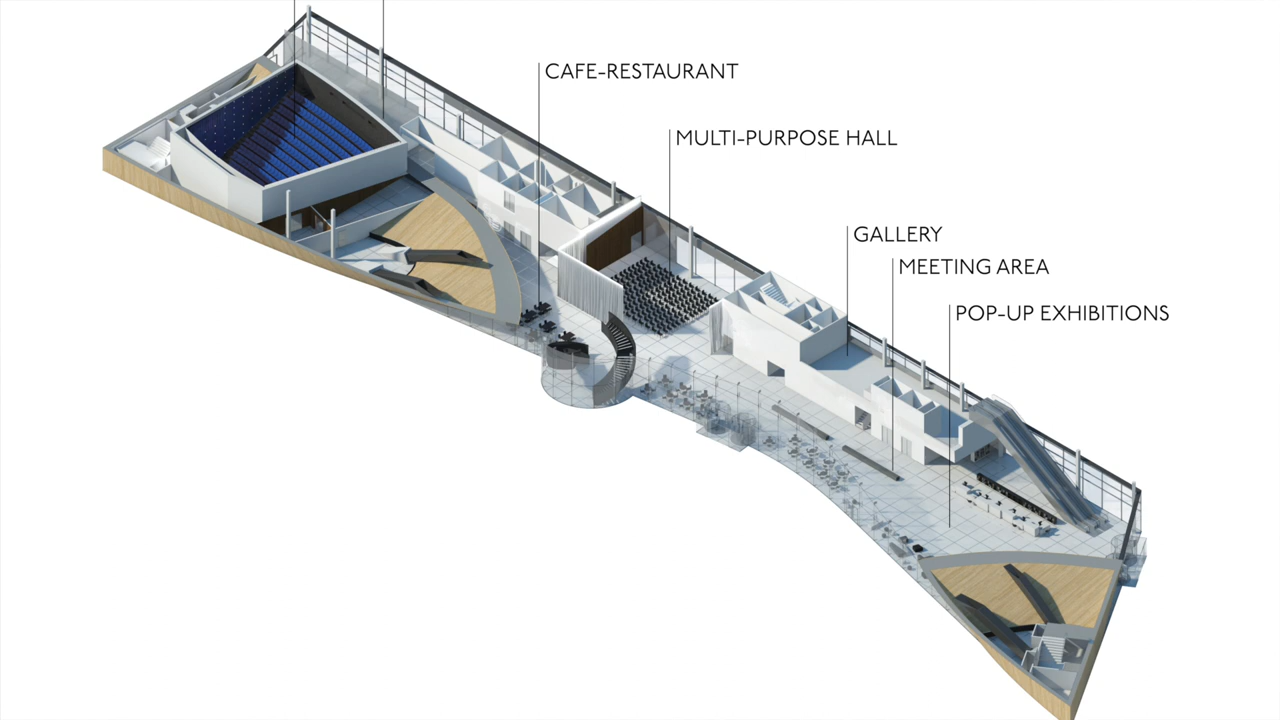 CAFE-RESTAURANT
MULTI-PURPOSE HALL
GALLERY
MEETING AREA
POP-UP EXHIBITIONS